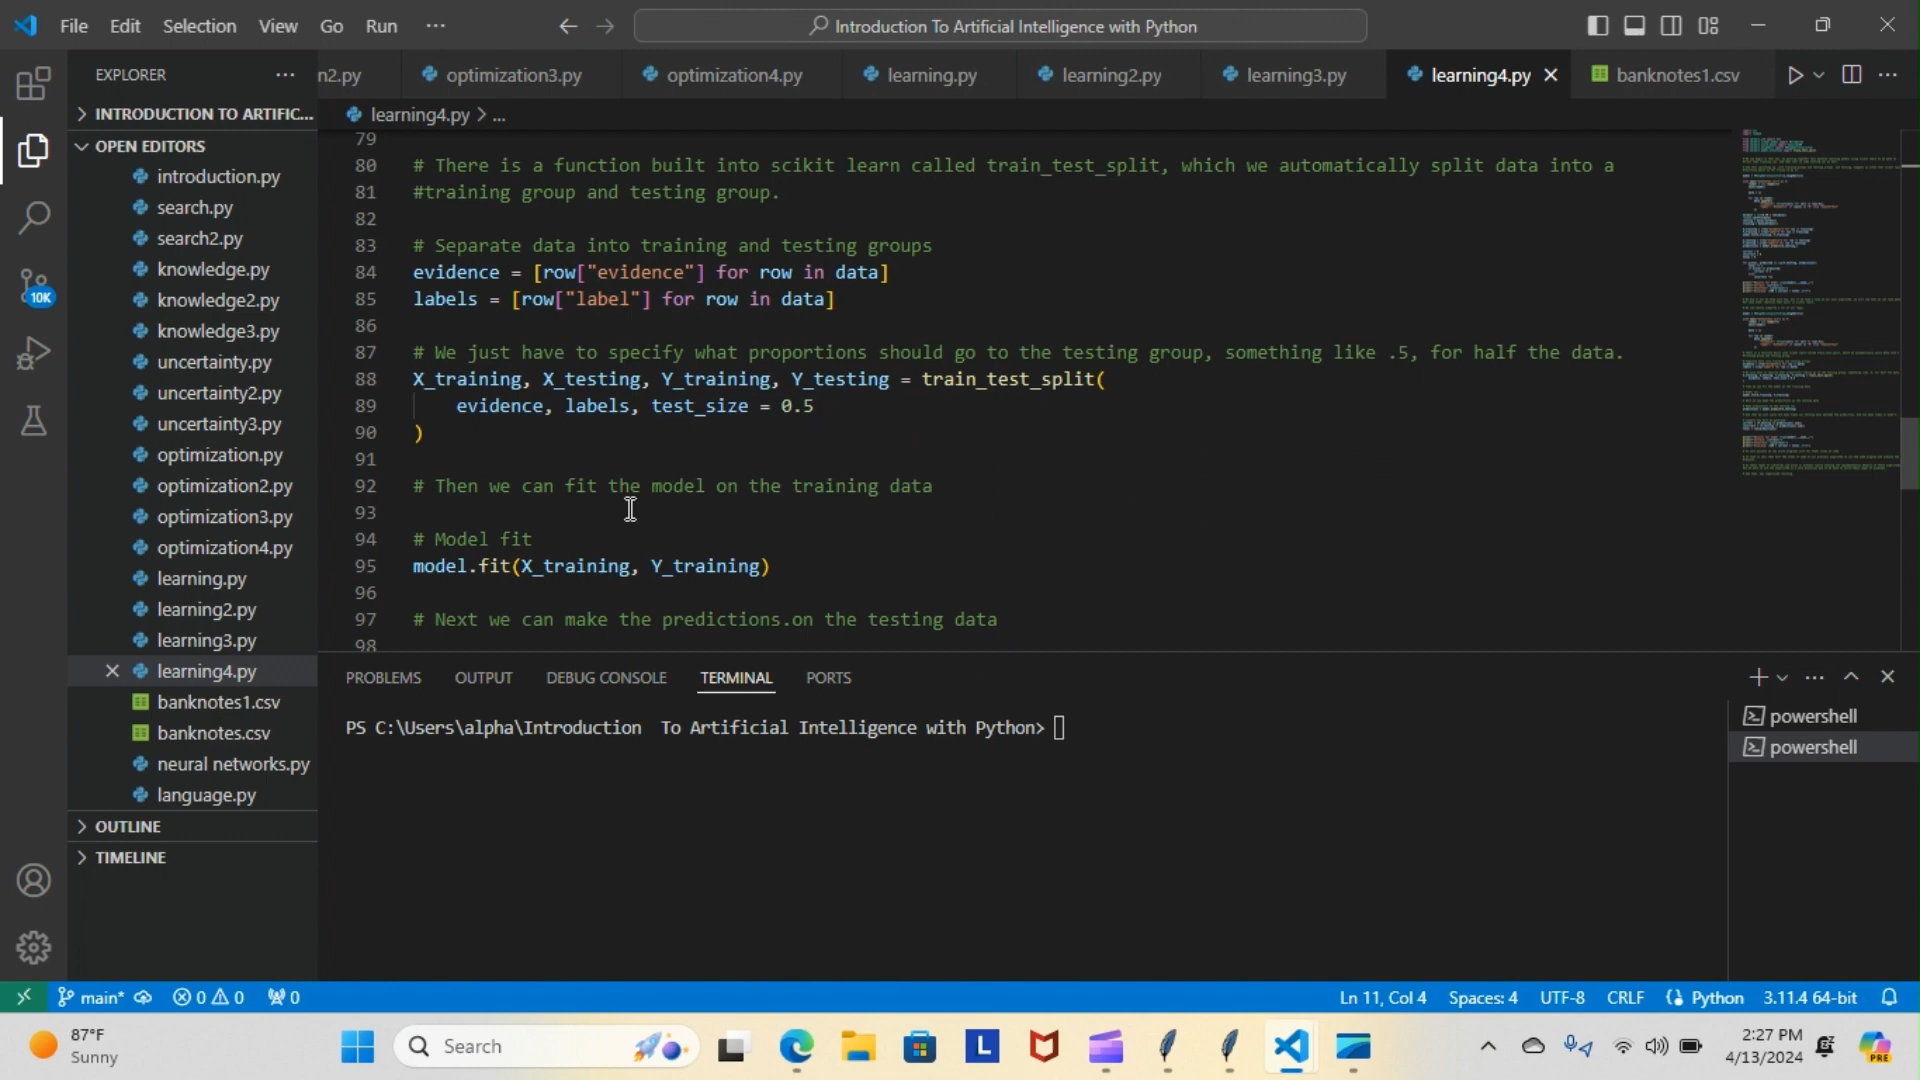 File Edit Selection View Go Run ···
Introduction To Artificial Intelligence with Python
EXPLORER ···
n2.py optimization3.py optimization4.py learning.py learning2.py learning3.py learning4.py banknotes1.csv ···
INTRODUCTION TO ARTIFIC...
learning4.py > ...
OPEN EDITORS
introduction.py
search.py
search2.py
knowledge.py
knowledge2.py
knowledge3.py
uncertainty.py
uncertainty2.py
uncertainty3.py
optimization.py
optimization2.py
optimization3.py
optimization4.py
learning.py
learning2.py
learning3.py
learning4.py
banknotes1.csv
banknotes.csv
neural networks.py
language.py
OUTLINE
TIMELINE
10K
79
80 # There is a function built into scikit learn called train_test_split, which we automatically split data into a
81 #training group and testing group.
82
83 # Separate data into training and testing groups
84 evidence = [row["evidence"] for row in data]
85 labels = [row["label"] for row in data]
86
87 # We just have to specify what proportions should go to the testing group, something like .5, for half the data.
88 X_training, X_testing, Y_training, Y_testing = train_test_split(
89 evidence, labels, test_size = 0.5
90 )
91
92 # Then we can fit the model on the training data
93
94 # Model fit
95 model.fit(X_training, Y_training)
96
97 # Next we can make the predictions.on the testing data
98
PROBLEMS OUTPUT DEBUG CONSOLE TERMINAL PORTS
PS C:\Users\alpha\Introduction  To Artificial Intelligence with Python>
powershell
powershell
main* 0 0 0
Ln 11, Col 4 Spaces: 4 UTF-8 CRLF Python 3.11.4 64-bit
87°F
Sunny
Search
L
2:27 PM
4/13/2024
PRE